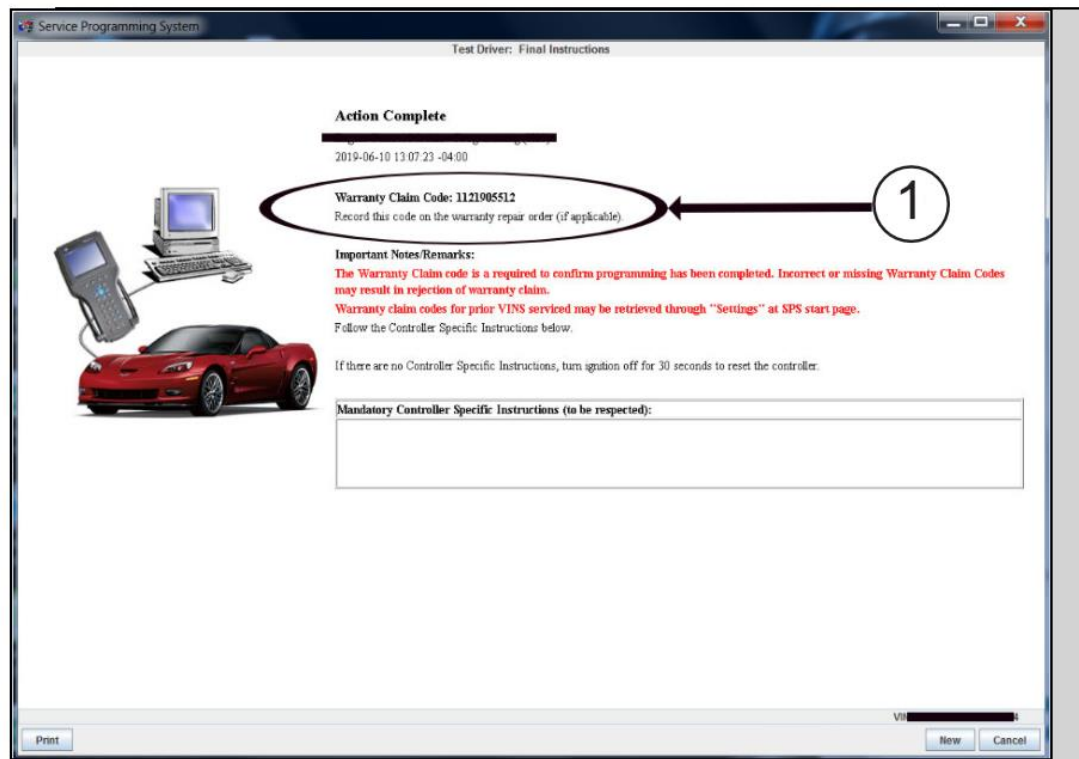 Service Programming System
Test Driver: Final Instructions
Action Complete
2019-06-10 13:07:23 -04:00
Warranty Claim Code: 1121905512
Record this code on the warranty repair order (if applicable).
1
Important Notes/Remarks:
The Warranty Claim code is a required to confirm programming has been completed. Incorrect or missing Warranty Claim Codes
may result in rejection of warranty claim.
Warranty claim codes for prior VINS serviced may be retrieved through "Settings" at SPS start page.
Follow the Controller Specific Instructions below.
If there are no Controller Specific Instructions, turn ignition off for 30 seconds to reset the controller.
Mandatory Controller Specific Instructions (to be respected):
VIN 4
Print
New Cancel